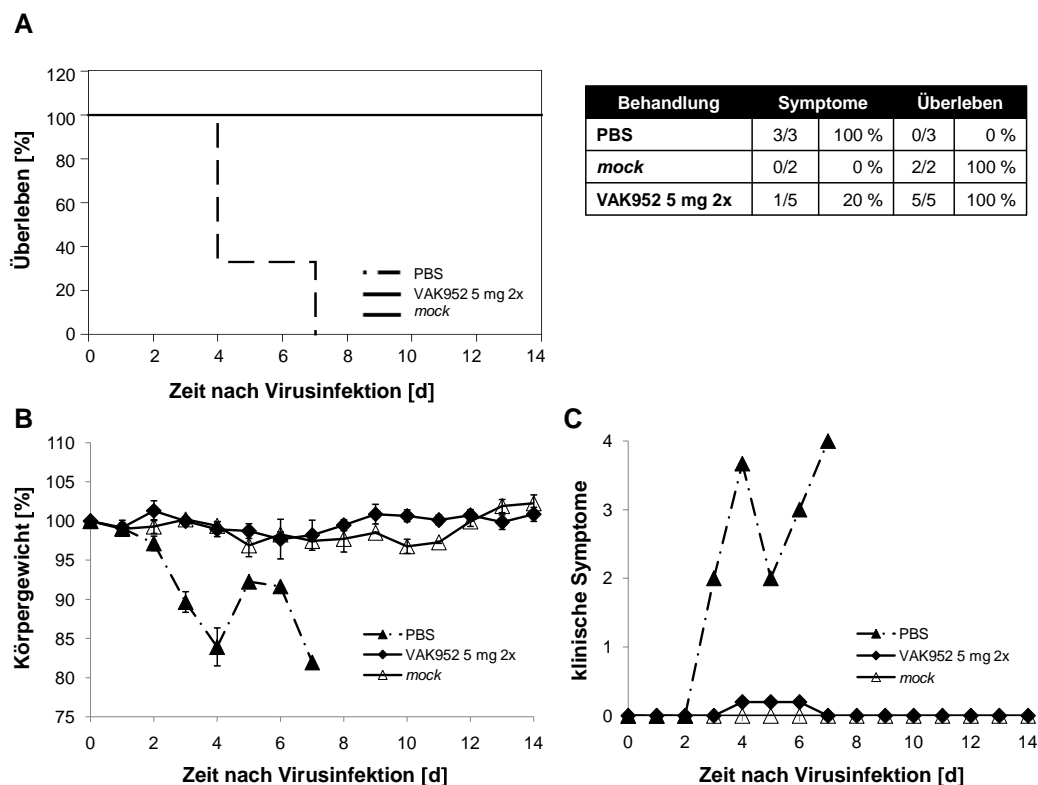 A
Überleben [%]
120
100
80
60
40
20
0
0 2 4 6 8 10 12 14
Zeit nach Virusinfektion [d]
PBS
VAK952 5 mg 2x
mock
Behandlung Symptome Überleben
PBS 3/3 100 % 0/3 0 %
mock 0/2 0 % 2/2 100 %
VAK952 5 mg 2x 1/5 20 % 5/5 100 %
B
Körpergewicht [%]
110
105
100
95
90
85
80
75
0 2 4 6 8 10 12 14
Zeit nach Virusinfektion [d]
PBS
VAK952 5 mg 2x
mock
C
klinische Symptome
4
3
2
1
0
0 2 4 6 8 10 12 14
Zeit nach Virusinfektion [d]
PBS
VAK952 5 mg 2x
mock